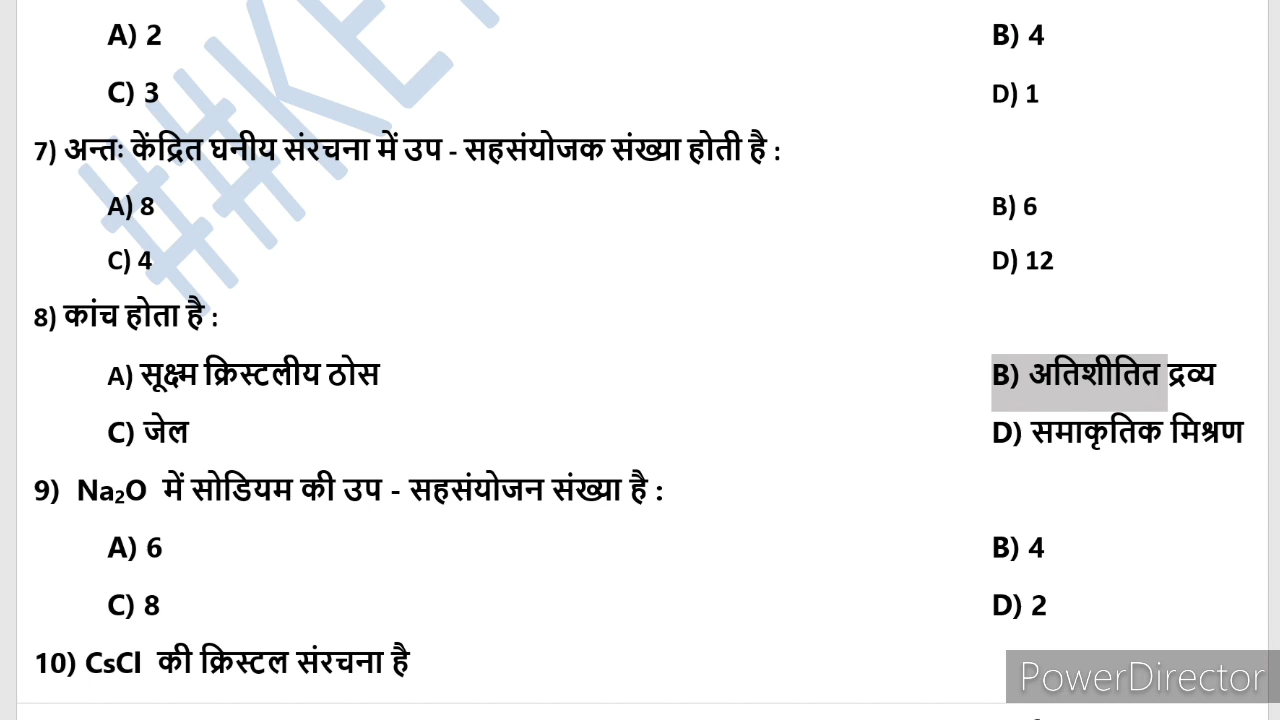 A) 2 B) 4
C) 3 D) 1
7) अन्तः केंद्रित घनीय संरचना में उप - सहसंयोजक संख्या होती है :
A) 8 B) 6
C) 4 D) 12
8) कांच होता है :
A) सूक्ष्म क्रिस्टलीय ठोस B) अतिशीतित द्रव्य
C) जेल D) समाकृतिक मिश्रण
9) Na₂O में सोडियम की उप - सहसंयोजन संख्या है :
A) 6 B) 4
C) 8 D) 2
10) CsCl की क्रिस्टल संरचना है
PowerDirector